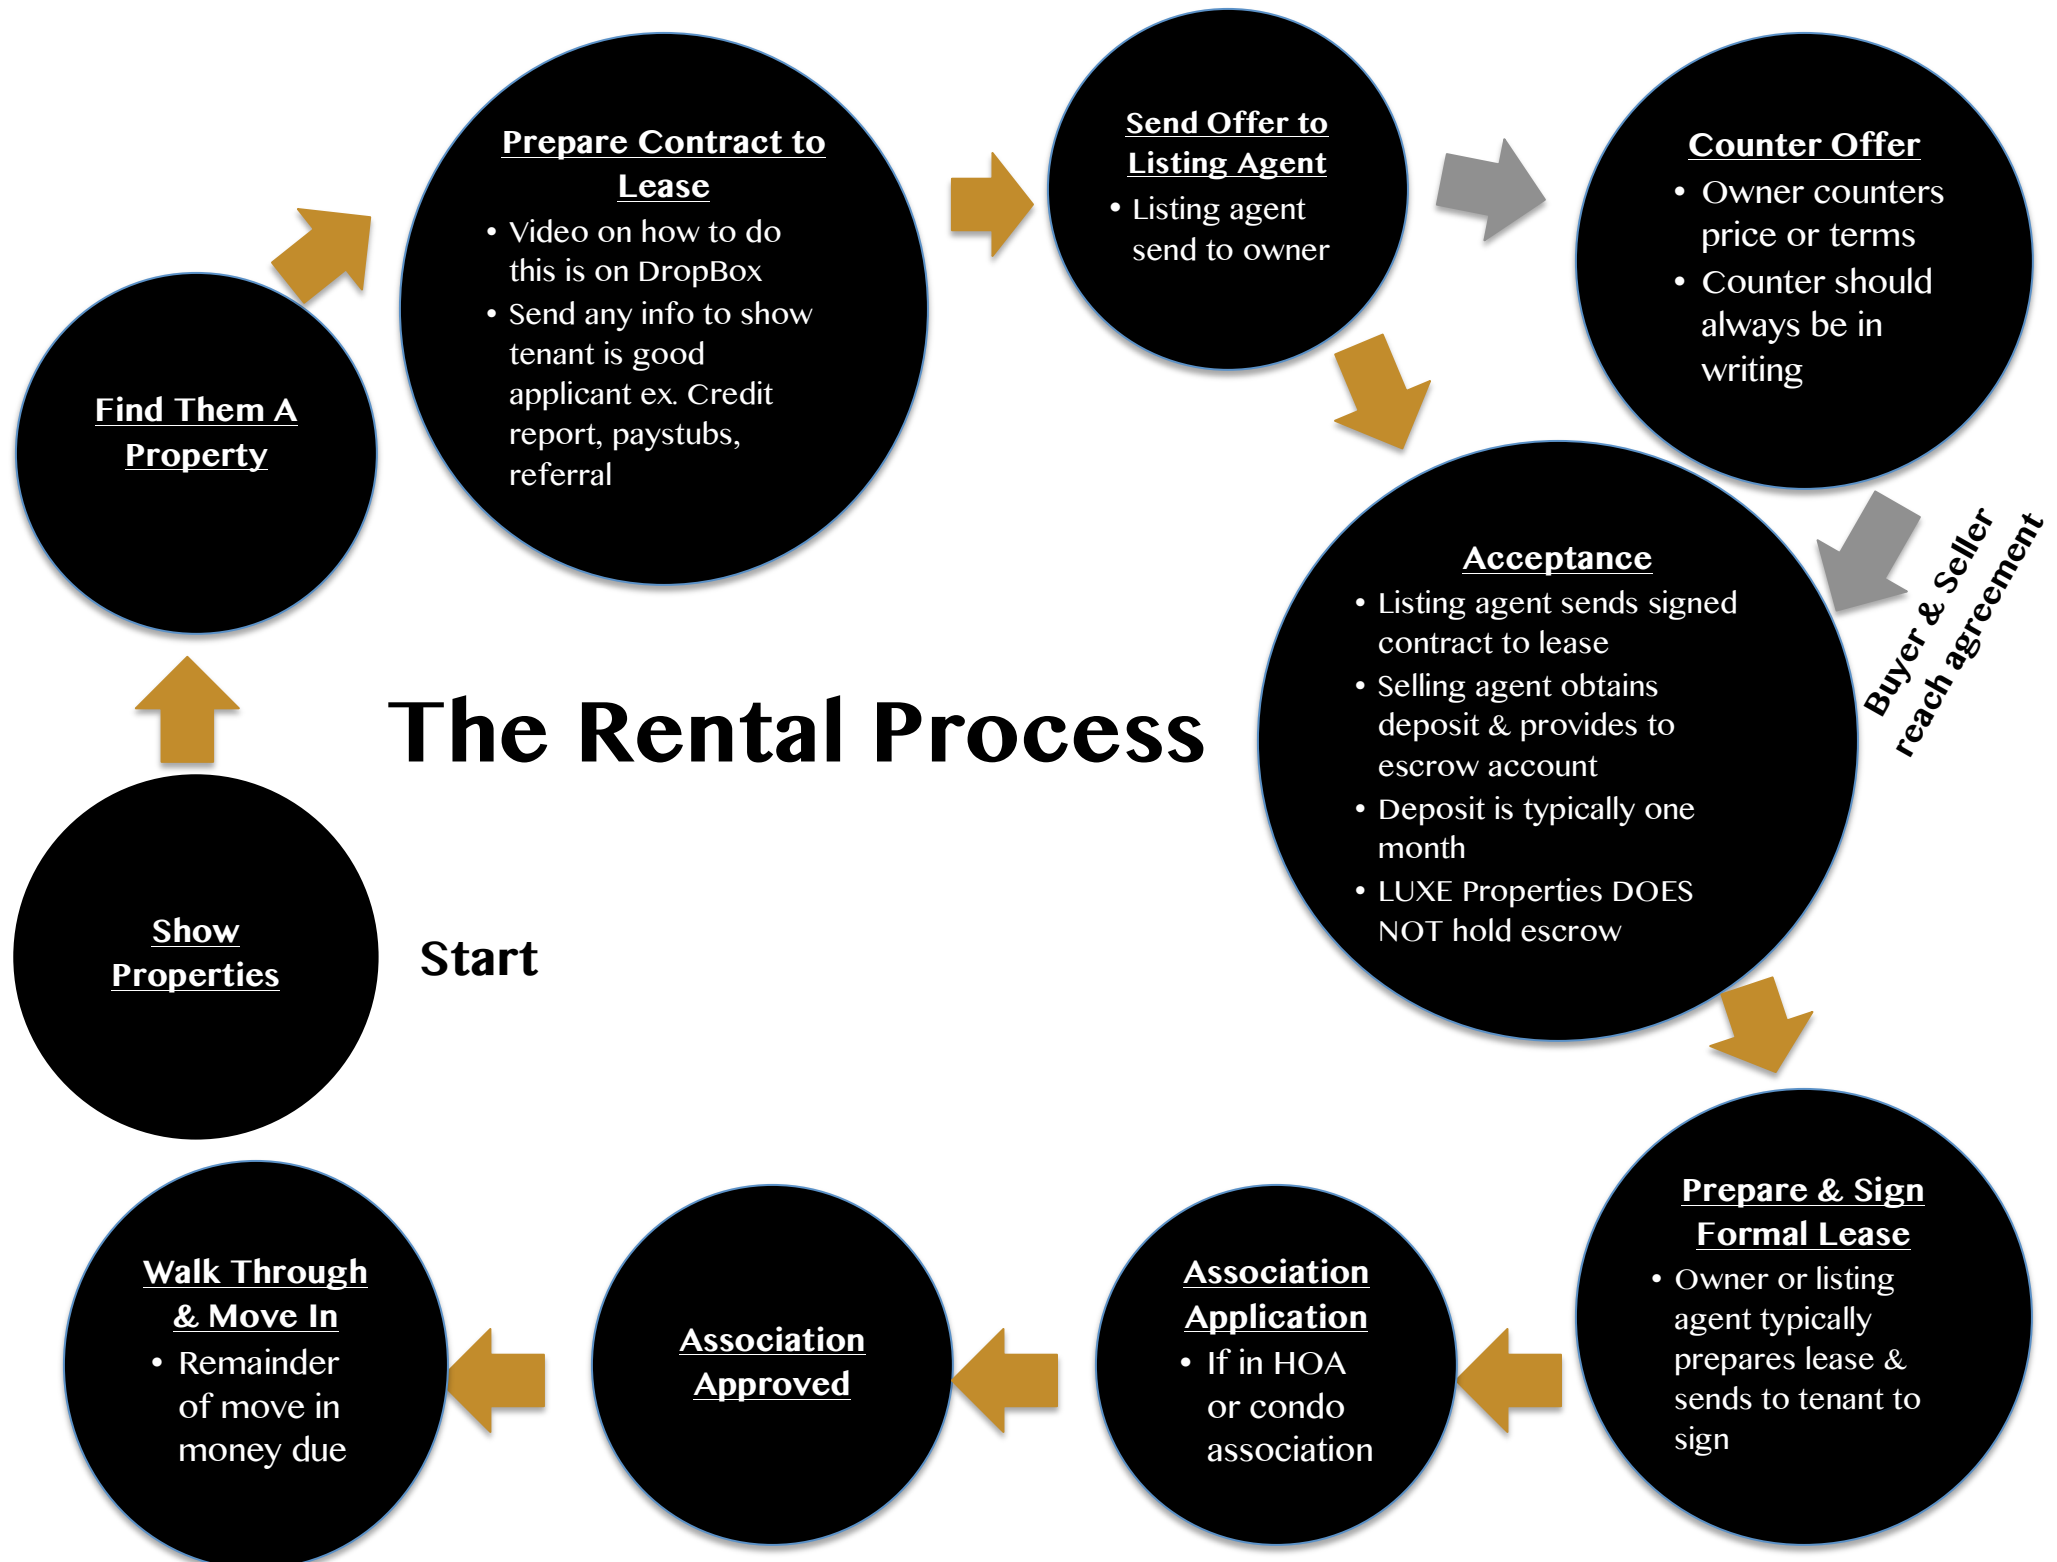 Prepare Contract to
Lease
• Video on how to do
this is on DropBox
• Send any info to show
tenant is good
applicant ex. Credit
report, paystubs,
referral
Send Offer to
Listing Agent
• Listing agent
send to owner
Counter Offer
• Owner counters
price or terms
• Counter should
always be in
writing
Find Them A
Property
Buyer & Seller
reach agreement
Acceptance
• Listing agent sends signed
contract to lease
• Selling agent obtains
deposit & provides to
escrow account
• Deposit is typically one
month
• LUXE Properties DOES
NOT hold escrow
The Rental Process
Show
Properties
Start
Prepare & Sign
Formal Lease
• Owner or listing
agent typically
prepares lease &
sends to tenant to
sign
Association
Application
• If in HOA
or condo
association
Association
Approved
Walk Through
& Move In
• Remainder
of move in
money due